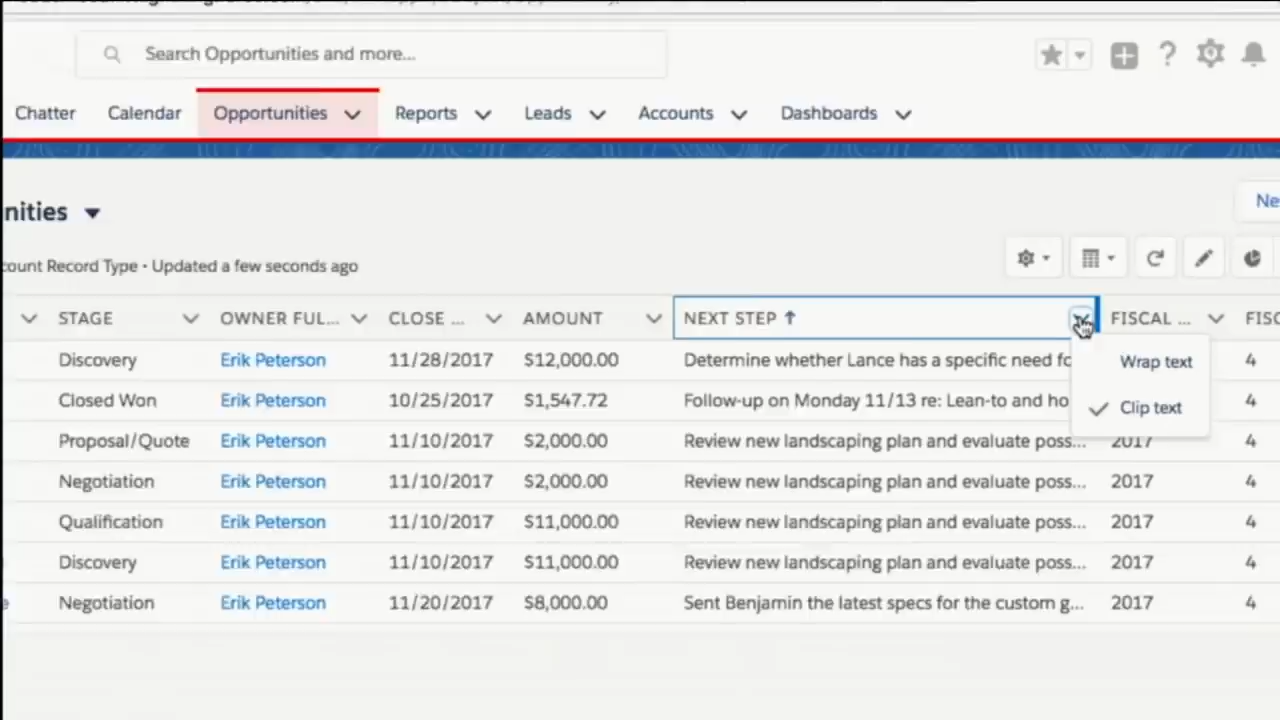 Search Opportunities and more...
Chatter Calendar Opportunities Reports Leads Accounts Dashboards
nities Ne
count Record Type • Updated a few seconds ago
STAGE OWNER FUL... CLOSE ... AMOUNT NEXT STEP ↑ FISCAL ... FISC
Discovery Erik Peterson 11/28/2017 $12,000.00 Determine whether Lance has a specific need fo 4
Wrap text
Closed Won Erik Peterson 10/25/2017 $1,547.72 Follow-up on Monday 11/13 re: Lean-to and ho 4
Clip text
Proposal/Quote Erik Peterson 11/10/2017 $2,000.00 Review new landscaping plan and evaluate poss... 2017 4
Negotiation Erik Peterson 11/10/2017 $2,000.00 Review new landscaping plan and evaluate poss... 2017 4
Qualification Erik Peterson 11/10/2017 $11,000.00 Review new landscaping plan and evaluate poss... 2017 4
Discovery Erik Peterson 11/10/2017 $11,000.00 Review new landscaping plan and evaluate poss... 2017 4
e Negotiation Erik Peterson 11/20/2017 $8,000.00 Sent Benjamin the latest specs for the custom g... 2017 4